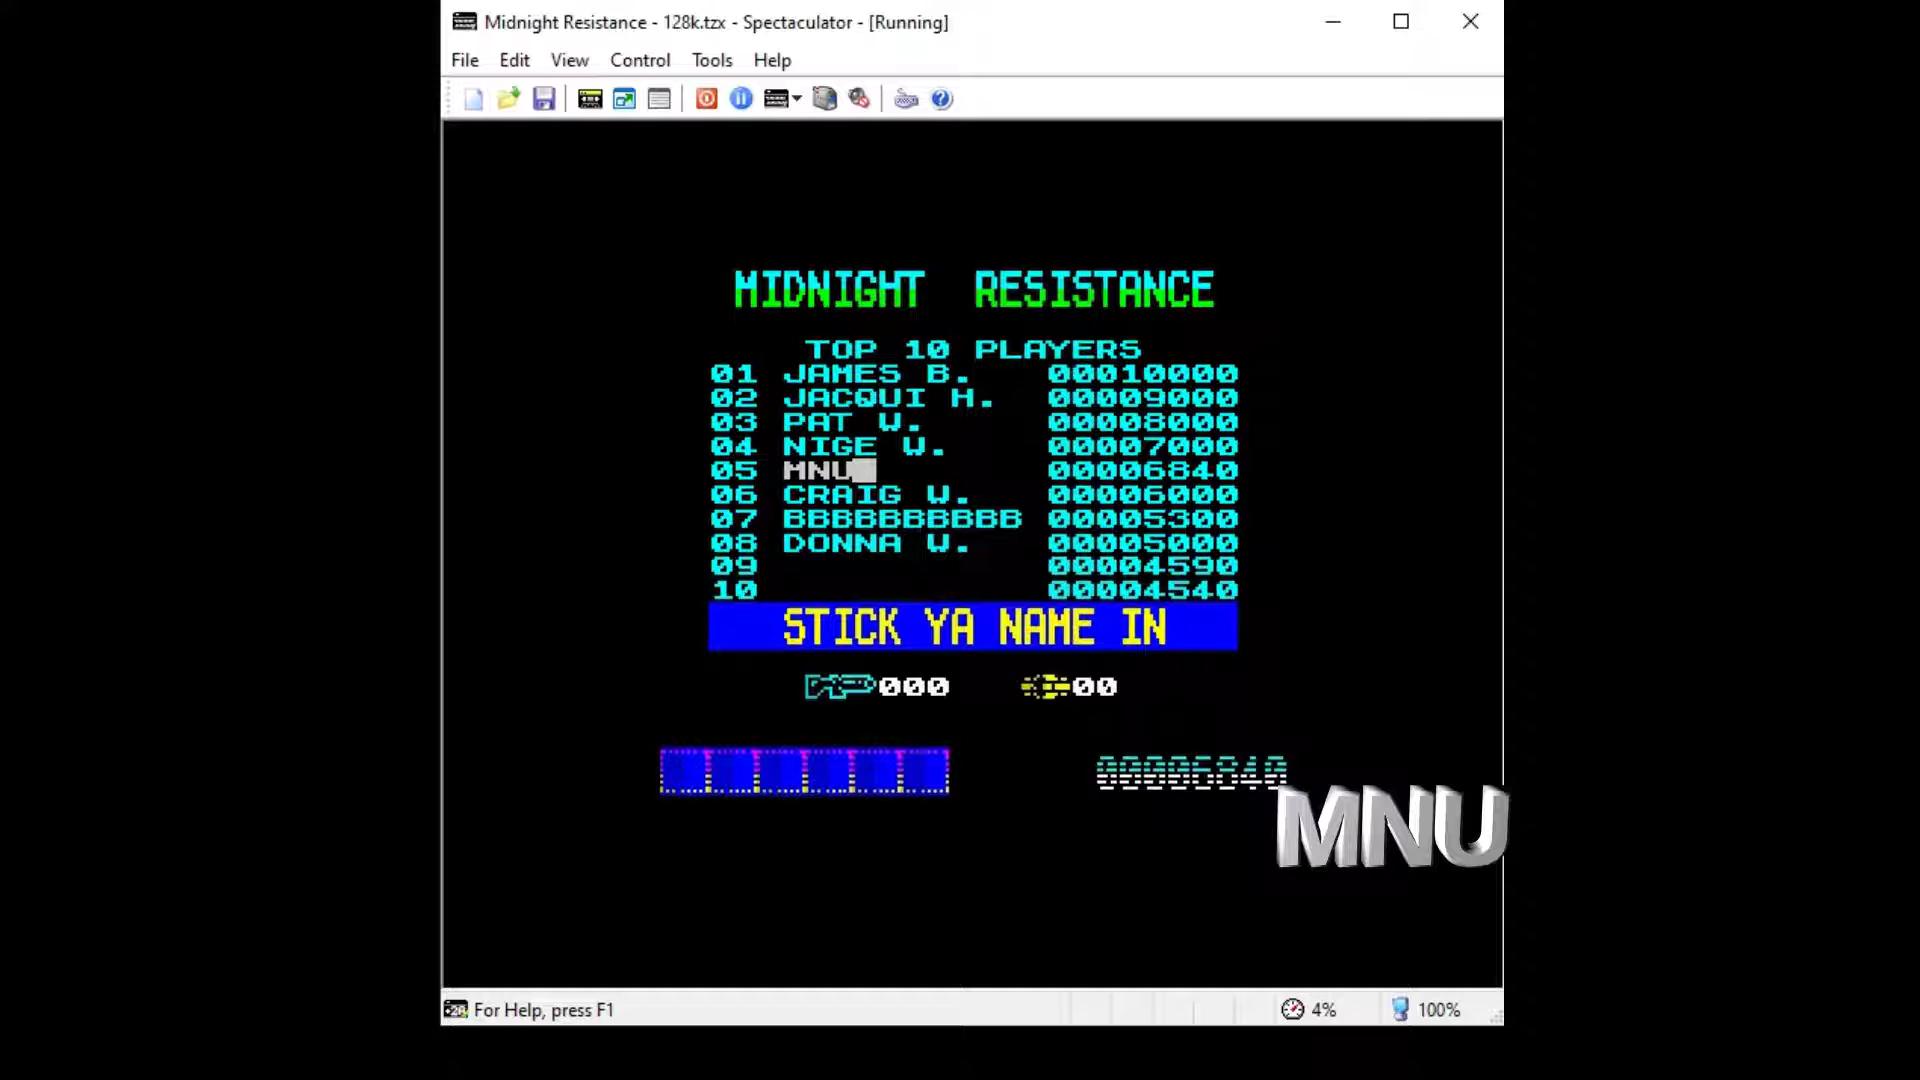 Midnight Resistance - 128k.tzx - Spectaculator - [Running]
File Edit View Control Tools Help
MIDNIGHT RESISTANCE
TOP 10 PLAYERS
01 JAMES B. 00010000
02 JACQUI H. 00009000
03 PAT W. 00008000
04 NIGE W. 00007000
05 MNU 00006840
06 CRAIG W. 00006000
07 BBBBBBBBBB 00005300
08 DONNA W. 00005000
09 00004590
10 00004540
STICK YA NAME IN
000 00
00006840
MNU
For Help, press F1 4% 100%